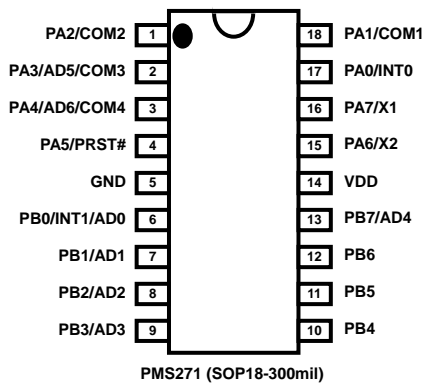 PA2/COM2 1 18 PA1/COM1
PA3/AD5/COM3 2 17 PA0/INT0
PA4/AD6/COM4 3 16 PA7/X1
PA5/PRST# 4 15 PA6/X2
GND 5 14 VDD
PB0/INT1/AD0 6 13 PB7/AD4
PB1/AD1 7 12 PB6
PB2/AD2 8 11 PB5
PB3/AD3 9 10 PB4
PMS271 (SOP18-300mil)